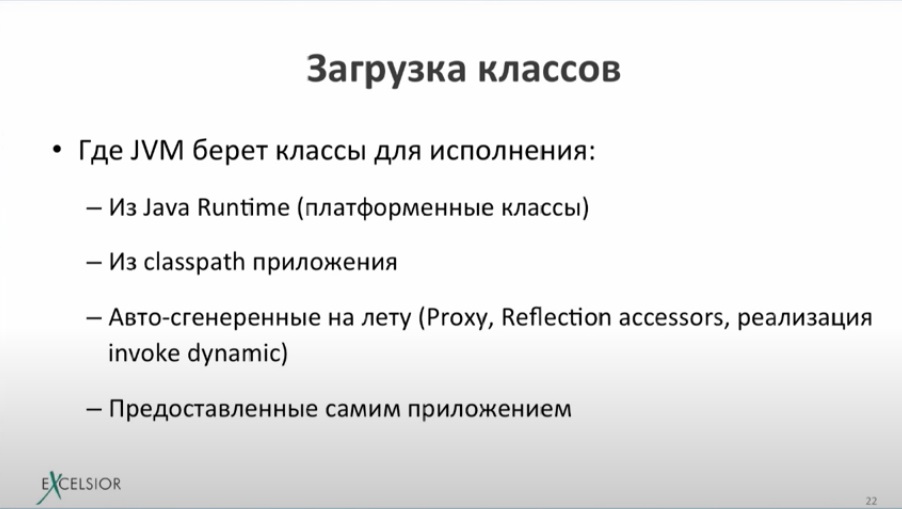 Загрузка классов
• Где JVM берет классы для исполнения:
– Из Java Runtime (платформенные классы)
– Из classpath приложения
– Авто-сгенеренные на лету (Proxy, Reflection accessors, реализация
invoke dynamic)
– Предоставленные самим приложением
EXCELSIOR
22